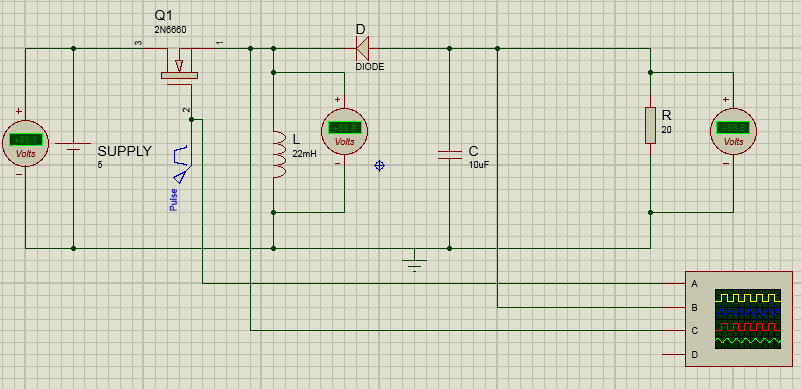 Q1
2N6660
3
1
2
D
DIODE
+
Volts
−
SUPPLY
5
Pulse
L
22mH
+
Volts
−
C
10uF
R
20
+
Volts
−
A
B
C
D